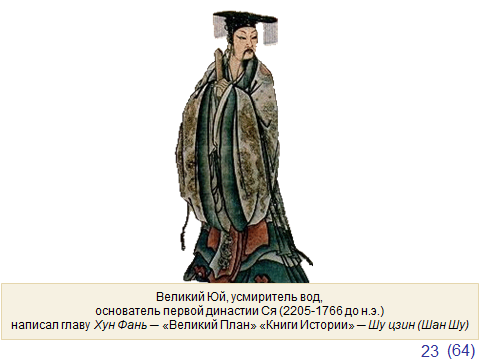 Великий Юй, усмиритель вод,
основатель первой династии Ся (2205-1766 до н.э.)
написал главу Хун Фань — «Великий План» «Книги Истории» — Шу цзин (Шан Шу)
23 (64)